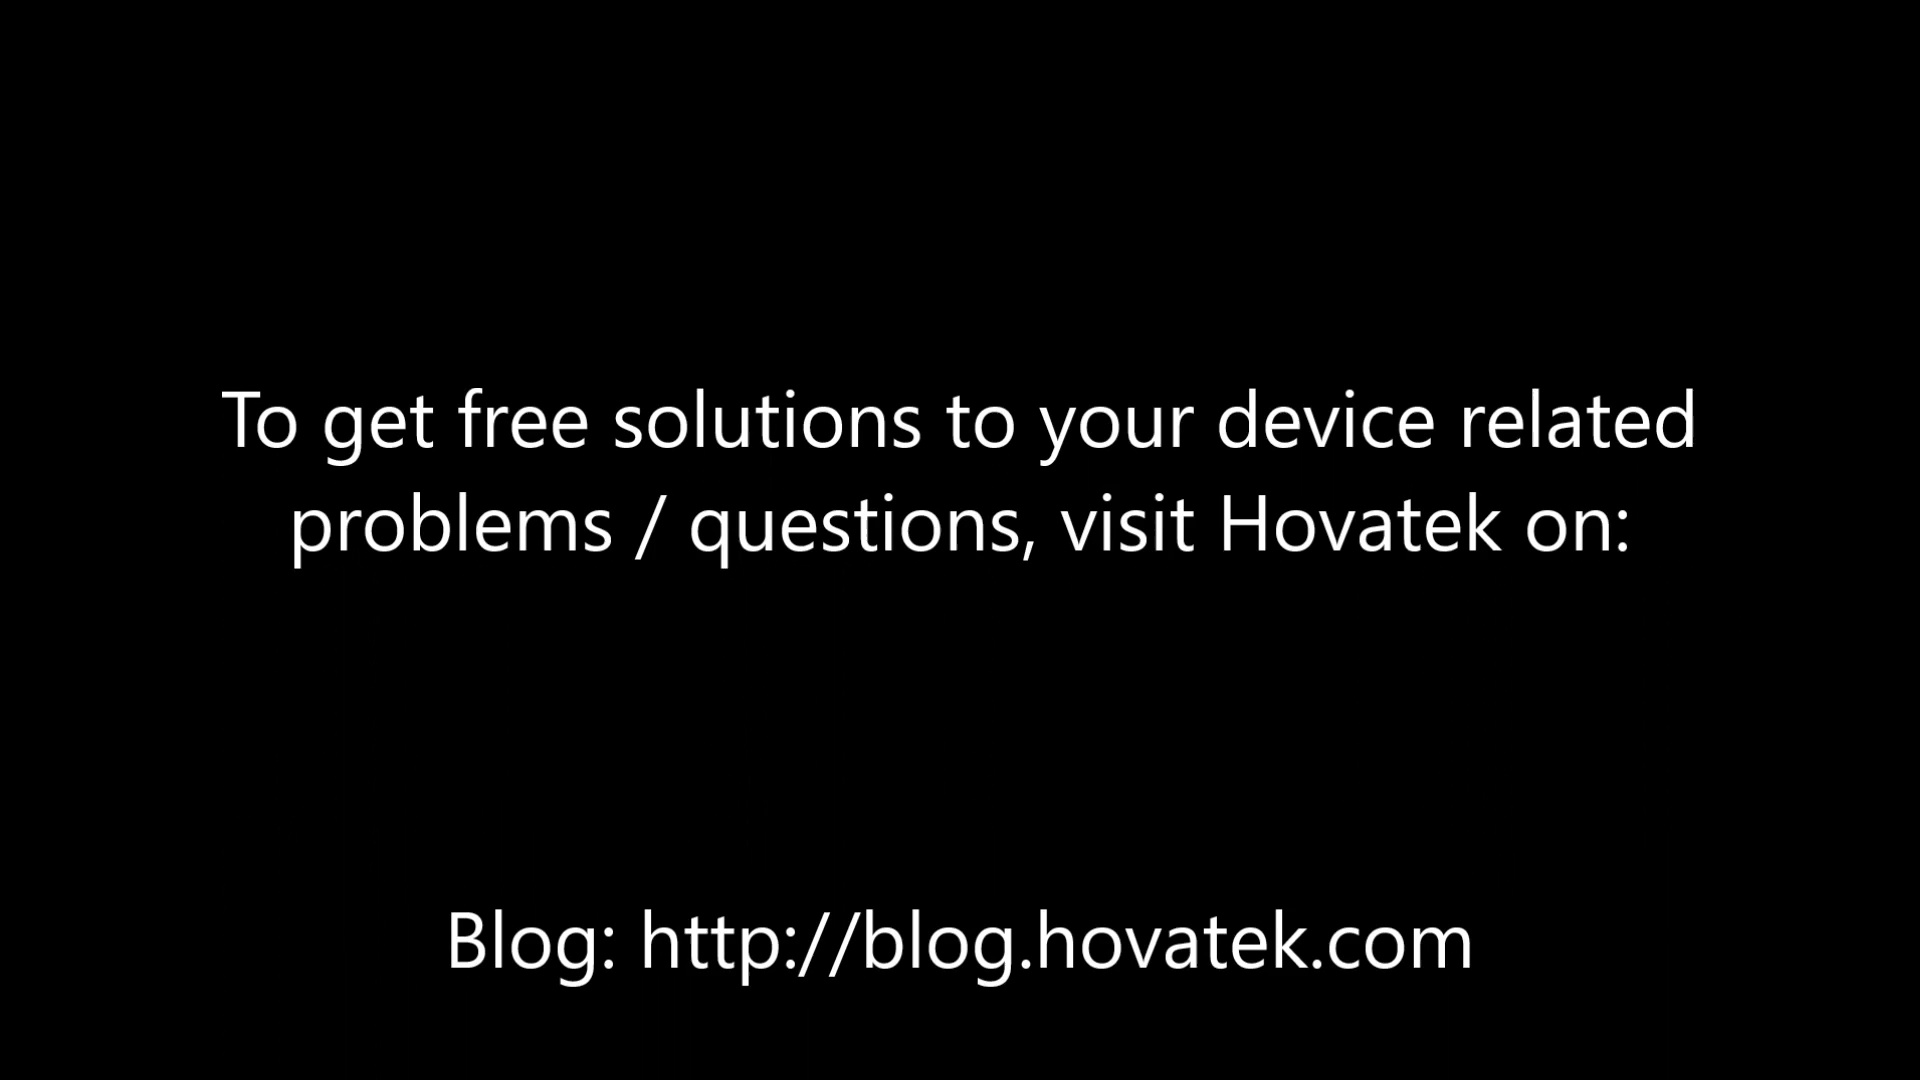 To get free solutions to your device related
problems / questions, visit Hovatek on:
Blog: http://blog.hovatek.com